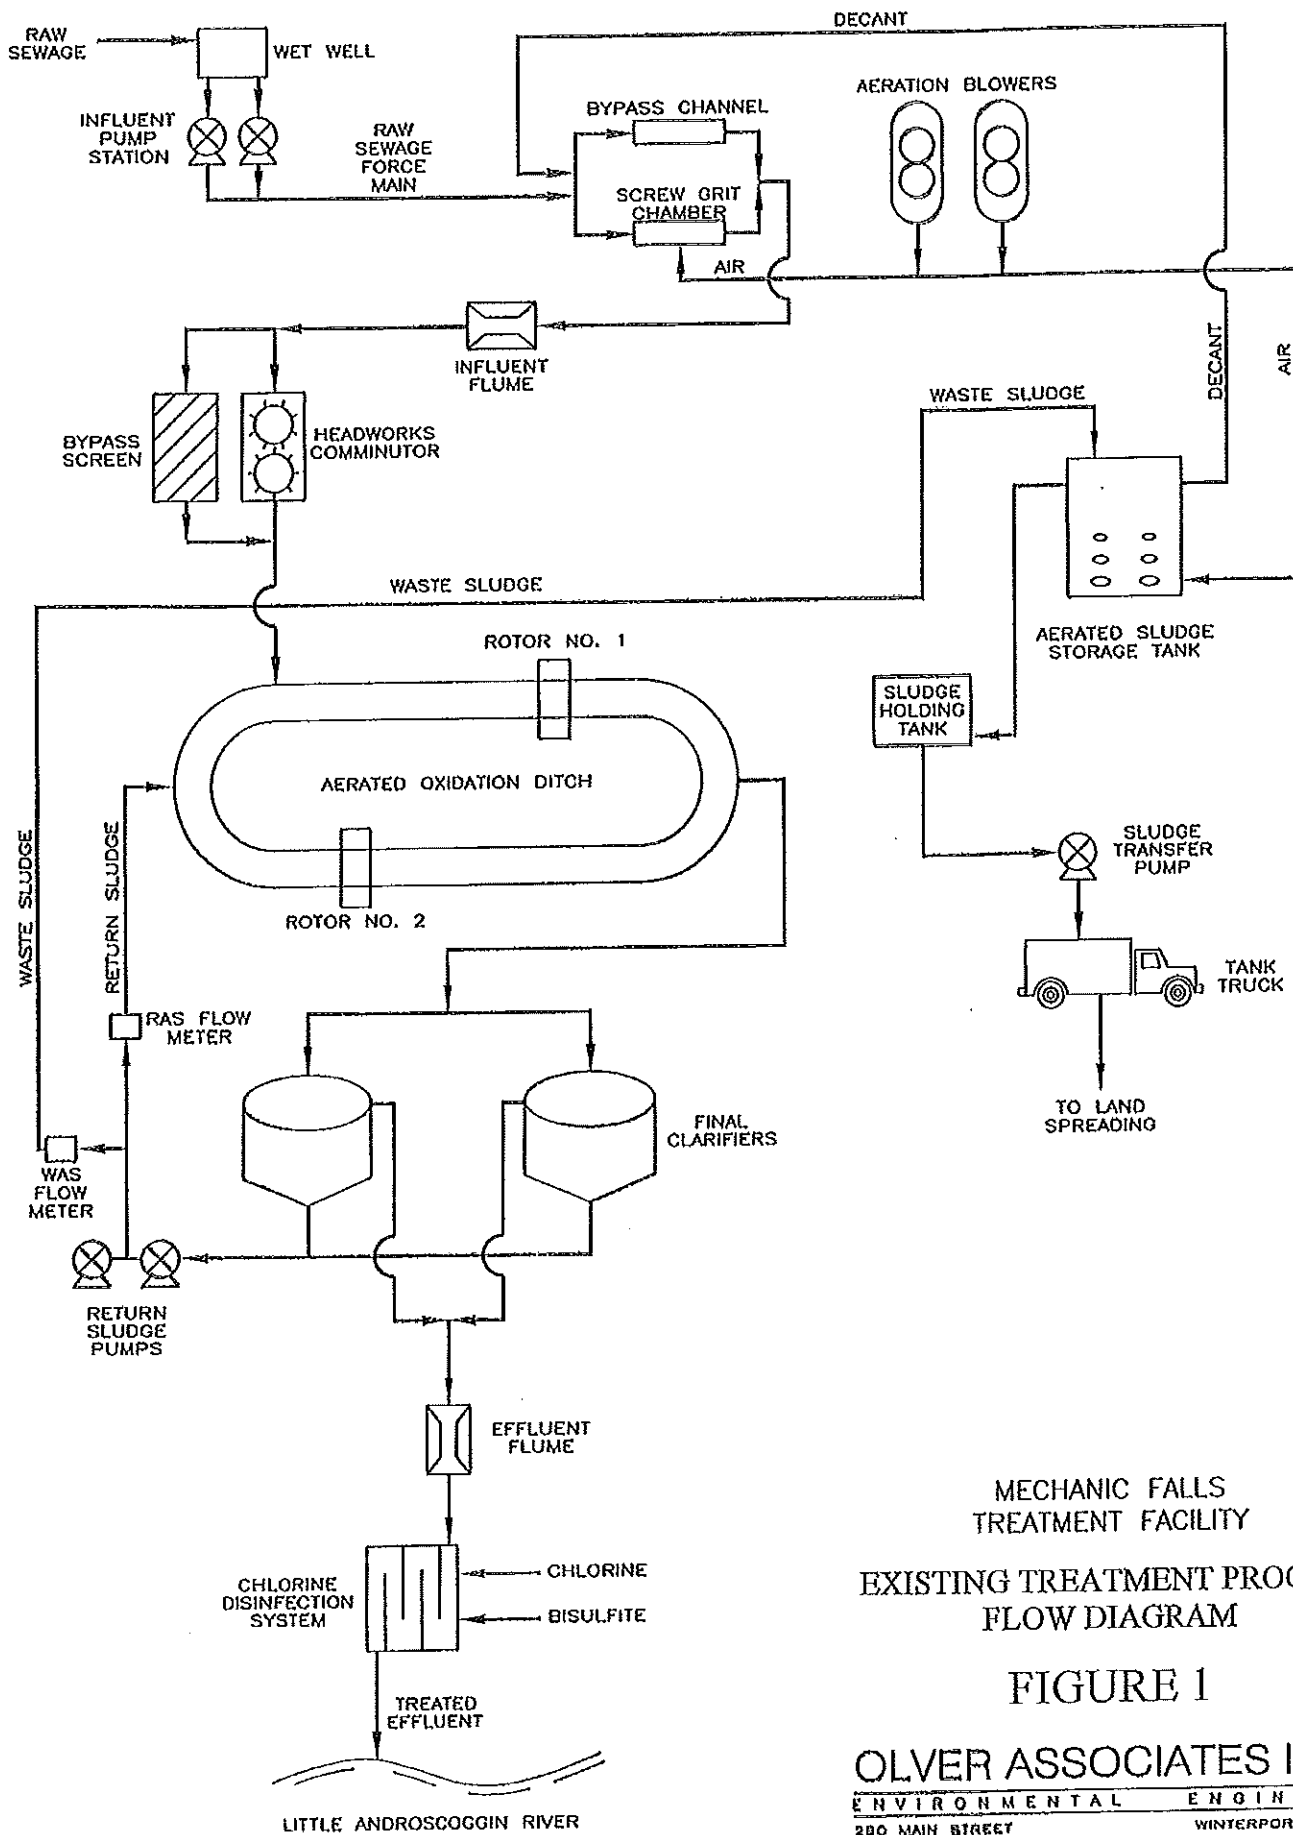 DECANT
RAW
SEWAGE
WET WELL
INFLUENT
PUMP
STATION
RAW
SEWAGE
FORCE
MAIN
BYPASS CHANNEL
SCREW GRIT
CHAMBER
AERATION BLOWERS
AIR
INFLUENT
FLUME
DECANT
AIR
BYPASS
SCREEN
HEADWORKS
COMMINUTOR
WASTE SLUDGE
WASTE SLUDGE
AERATED SLUDGE
STORAGE TANK
ROTOR NO. 1
SLUDGE
HOLDING
TANK
AERATED OXIDATION DITCH
SLUDGE
TRANSFER
PUMP
WASTE SLUDGE
RETURN SLUDGE
ROTOR NO. 2
TANK
TRUCK
RAS FLOW
METER
TO LAND
SPREADING
FINAL
CLARIFIERS
WAS
FLOW
METER
RETURN
SLUDGE
PUMPS
EFFLUENT
FLUME
CHLORINE
DISINFECTION
SYSTEM
CHLORINE
BISULFITE
TREATED
EFFLUENT
LITTLE ANDROSCOGGIN RIVER
MECHANIC FALLS
TREATMENT FACILITY
EXISTING TREATMENT PROC
FLOW DIAGRAM
FIGURE 1
OLVER ASSOCIATES I
ENVIRONMENTAL ENGIN
290 MAIN STREET WINTERPOR